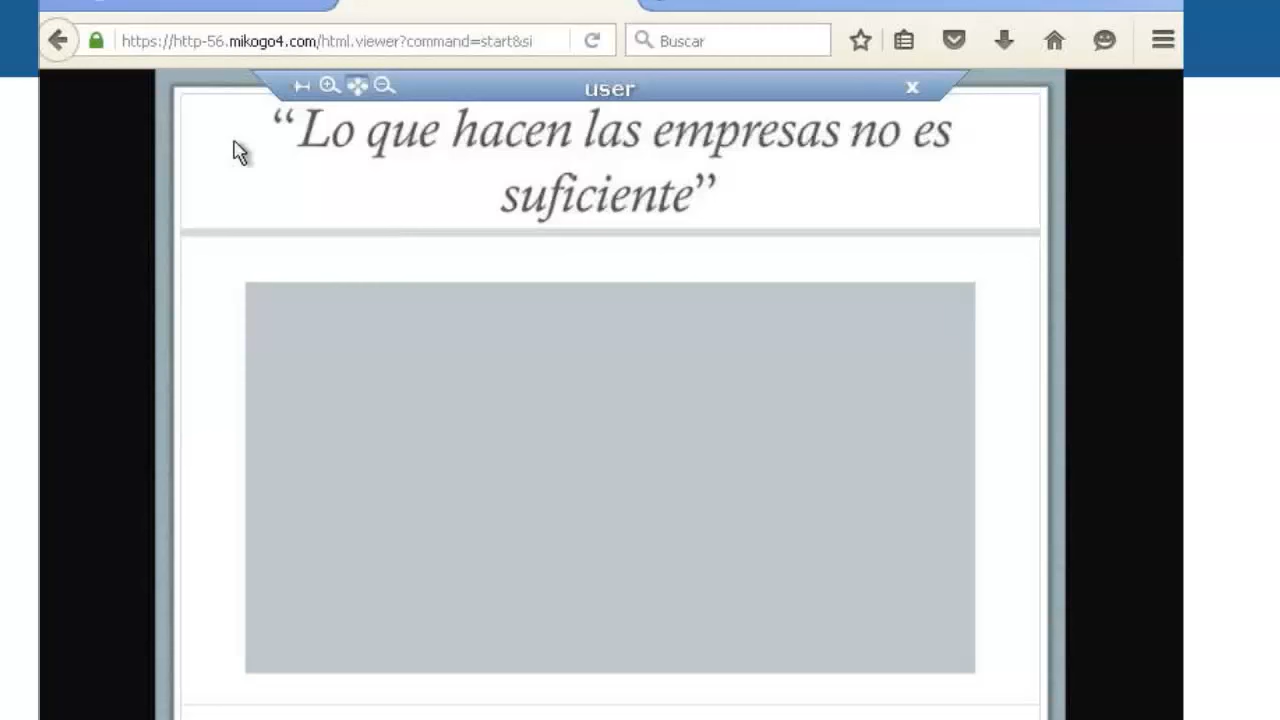 https://http-56.mikogo4.com/html.viewer?command=start&si
Buscar
user
x
“Lo que hacen las empresas no es
suficiente”